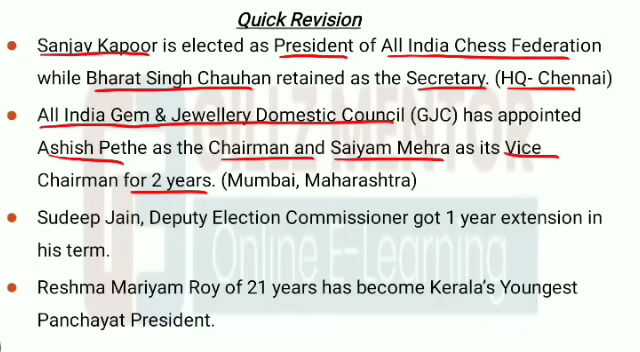 Quick Revision
Sanjay Kapoor is elected as President of All India Chess Federation
while Bharat Singh Chauhan retained as the Secretary. (HQ- Chennai)
All India Gem & Jewellery Domestic Council (GJC) has appointed
Ashish Pethe as the Chairman and Saiyam Mehra as its Vice
Chairman for 2 years. (Mumbai, Maharashtra)
Sudeep Jain, Deputy Election Commissioner got 1 year extension in
his term.
Reshma Mariyam Roy of 21 years has become Kerala's Youngest
Panchayat President.
MENTOR
Online E-Learning